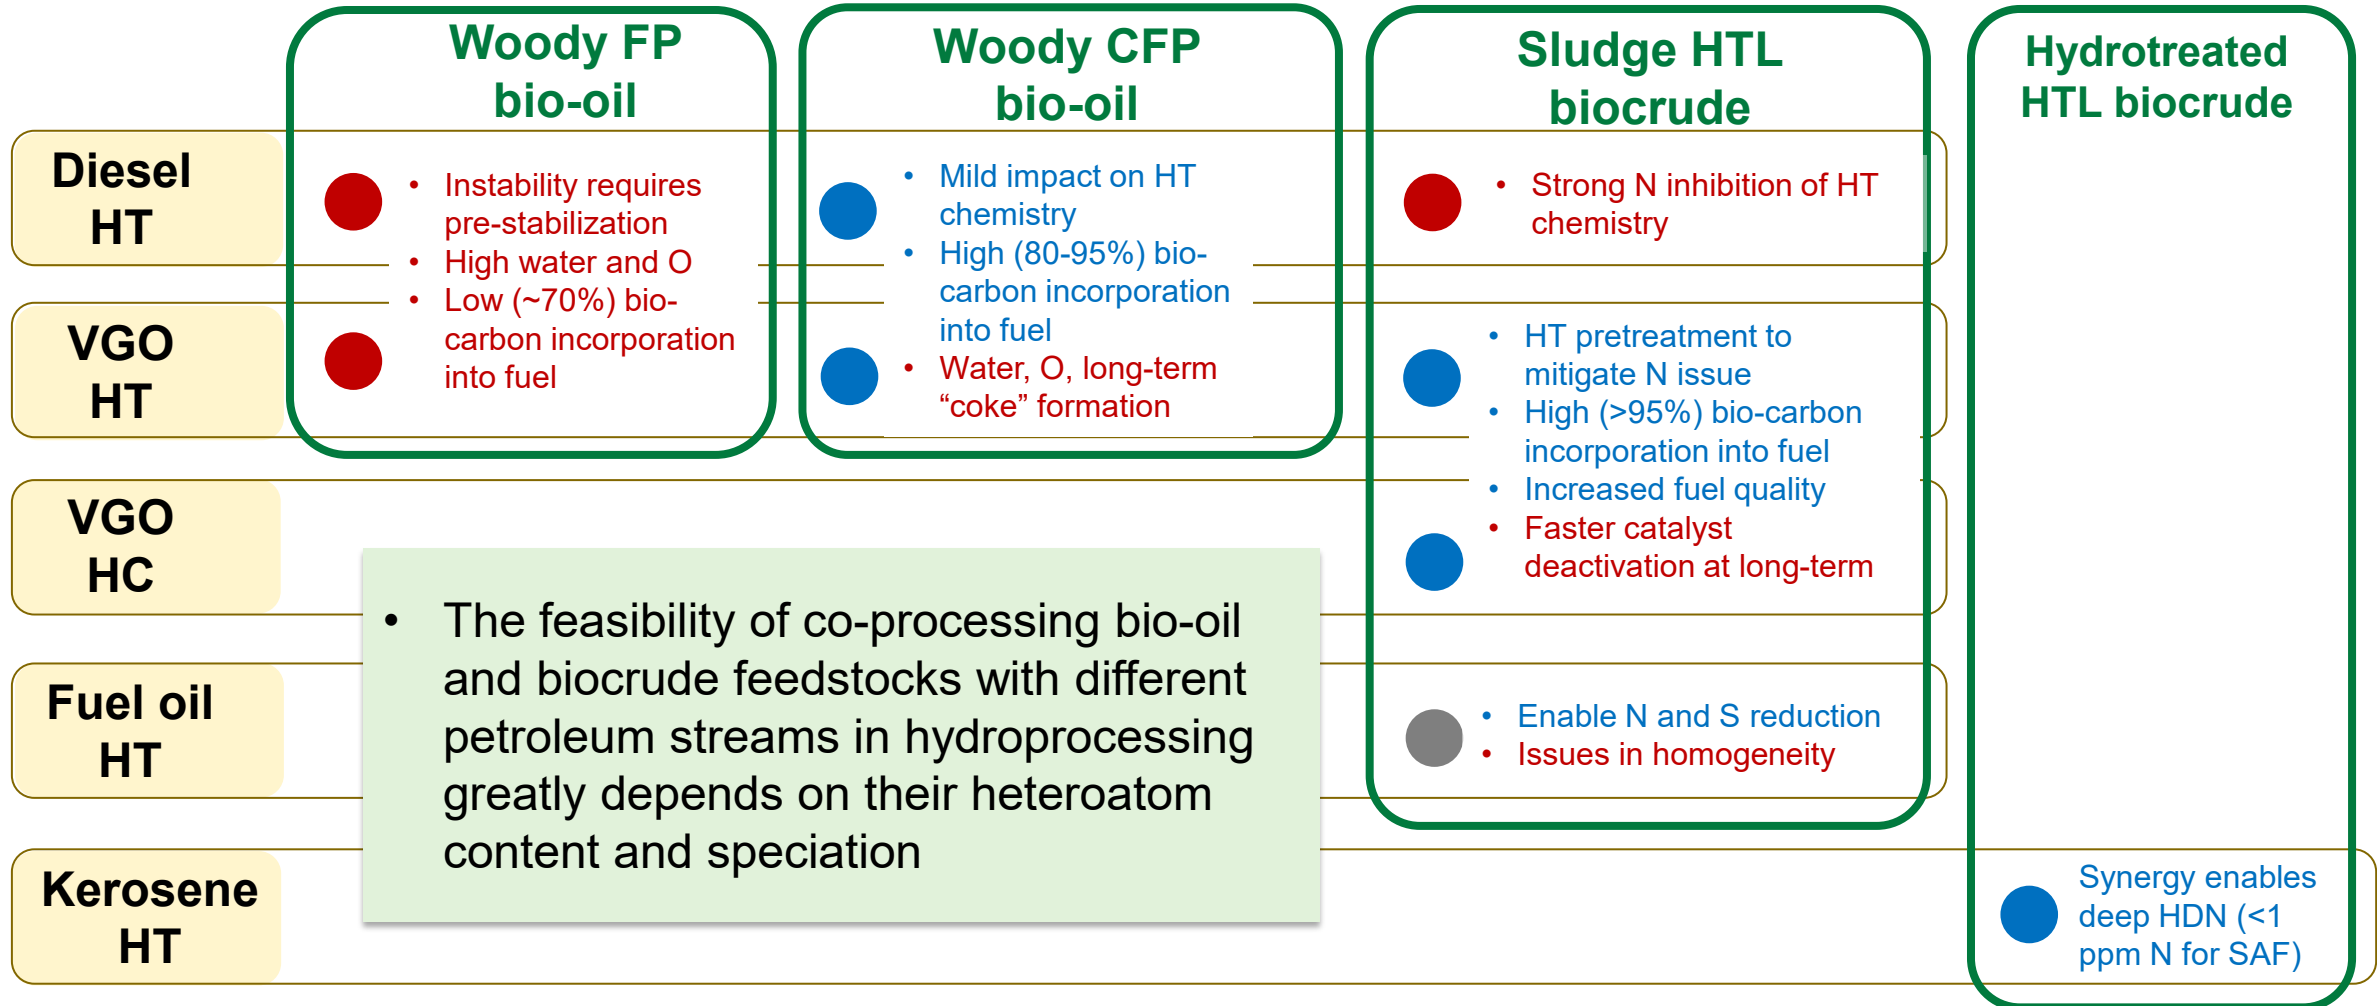 Woody FP
bio-oil
Woody CFP
bio-oil
Sludge HTL
biocrude
Hydrotreated
HTL biocrude
Diesel
HT
• Instability requires
pre-stabilization
• High water and O
• Low (~70%) bio-
carbon incorporation
into fuel
• Mild impact on HT
chemistry
• High (80-95%) bio-
carbon incorporation
into fuel
• Water, O, long-term
“coke” formation
• Strong N inhibition of HT
chemistry
VGO
HT
• HT pretreatment to
mitigate N issue
• High (>95%) bio-carbon
incorporation into fuel
• Increased fuel quality
• Faster catalyst
deactivation at long-term
VGO
HC
• The feasibility of co-processing bio-oil
and biocrude feedstocks with different
petroleum streams in hydroprocessing
greatly depends on their heteroatom
content and speciation
Fuel oil
HT
• Enable N and S reduction
• Issues in homogeneity
Kerosene
HT
Synergy enables
deep HDN (<1
ppm N for SAF)